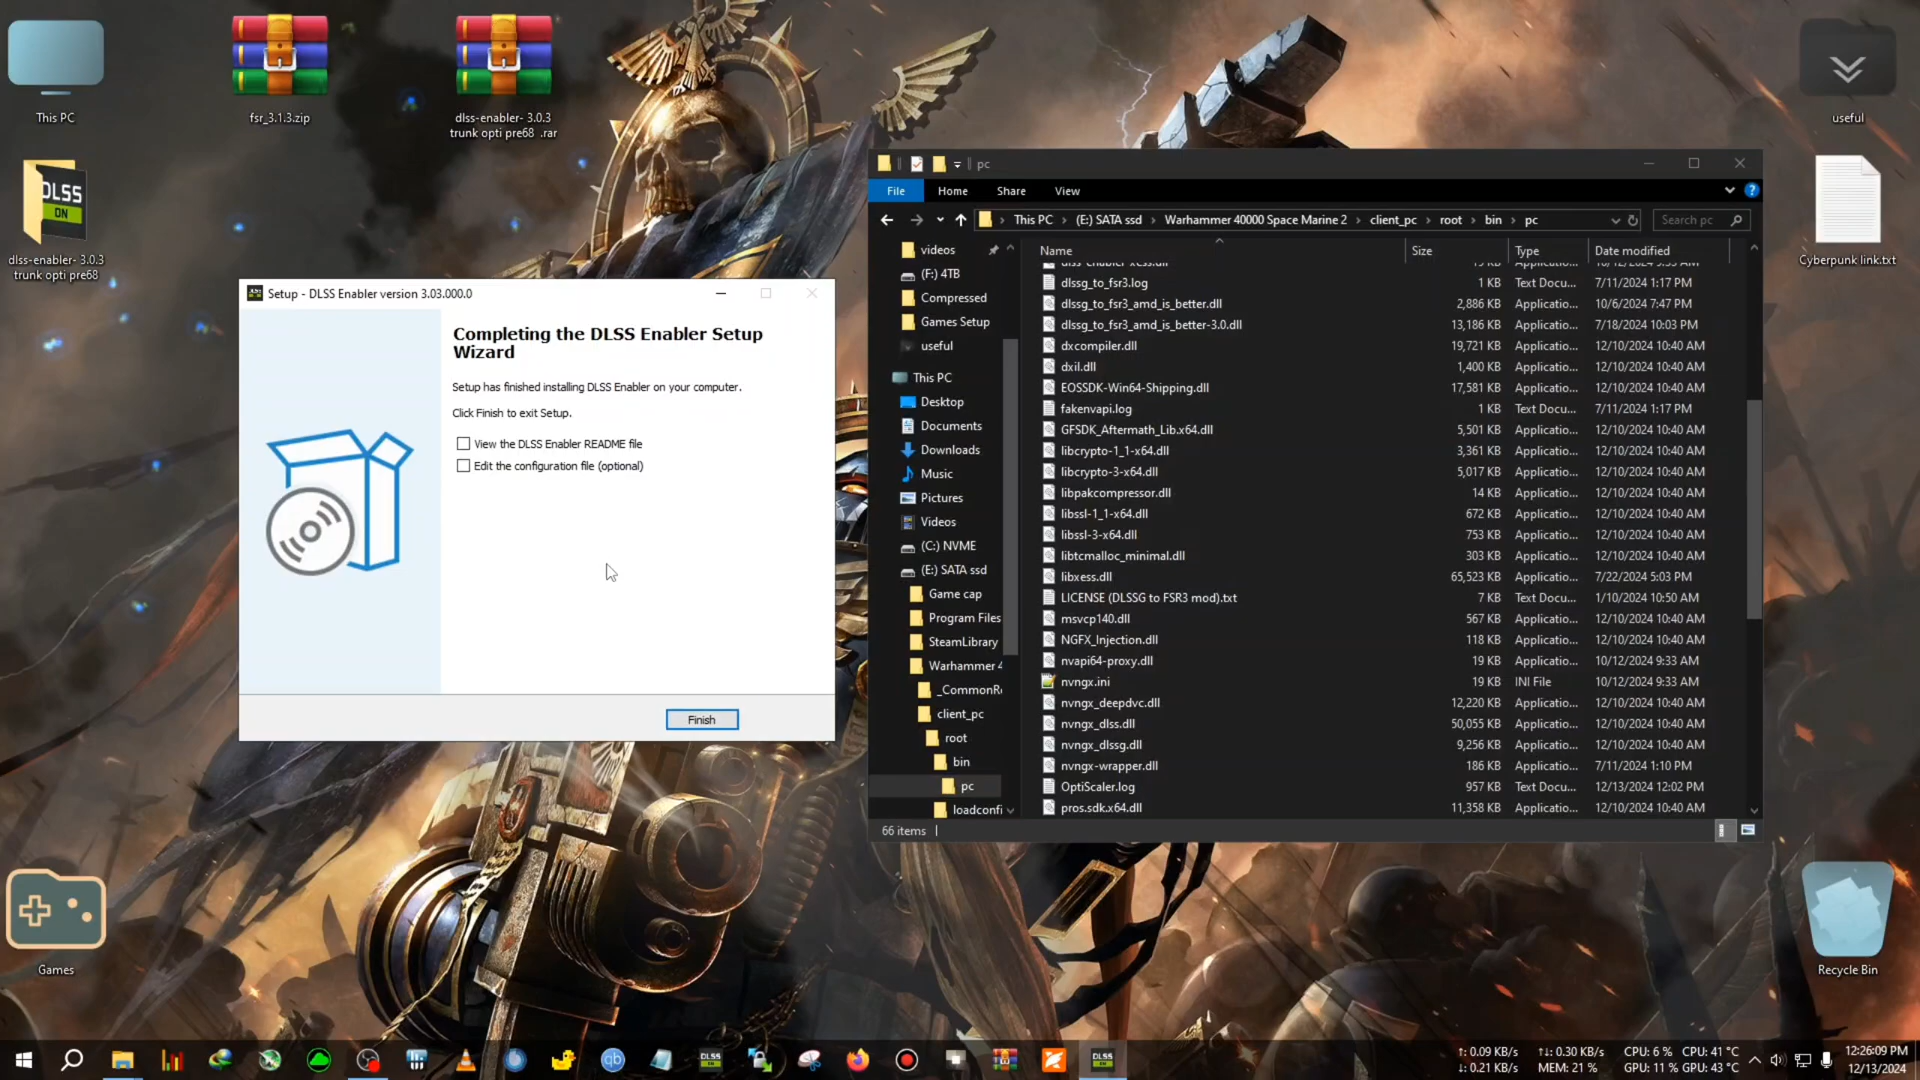 This PC
fsr_3.1.3.zip
dlss-enabler- 3.0.3
trunk opti pre68 .rar
useful
DLSS
ON
dlss-enabler- 3.0.3
trunk opti pre68
Cyberpunk link.txt
Games
Recycle Bin
Setup - DLSS Enabler version 3.03.000.0
Completing the DLSS Enabler Setup
Wizard
Setup has finished installing DLSS Enabler on your computer.
Click Finish to exit Setup.
View the DLSS Enabler README file
Edit the configuration file (optional)
Finish
pc
File Home Share View
This PC (E:) SATA ssd Warhammer 40000 Space Marine 2 client_pc root bin pc Search pc
videos
(F:) 4TB
Compressed
Games Setup
useful
This PC
Desktop
Documents
Downloads
Music
Pictures
Videos
(C:) NVME
(E:) SATA ssd
Game cap
Program Files
SteamLibrary
Warhammer 4
_CommonR
client_pc
root
bin
pc
loadconfi
Name Size Type Date modified
dlssg_to_fsr3.log 1 KB Text Docu... 7/11/2024 1:17 PM
dlssg_to_fsr3_amd_is_better.dll 2,886 KB Applicatio... 10/6/2024 7:47 PM
dlssg_to_fsr3_amd_is_better-3.0.dll 13,186 KB Applicatio... 7/18/2024 10:03 PM
dxcompiler.dll 19,721 KB Applicatio... 12/10/2024 10:40 AM
dxil.dll 1,400 KB Applicatio... 12/10/2024 10:40 AM
EOSSDK-Win64-Shipping.dll 17,581 KB Applicatio... 12/10/2024 10:40 AM
fakenvapi.log 1 KB Text Docu... 7/11/2024 1:17 PM
GFSDK_Aftermath_Lib.x64.dll 5,501 KB Applicatio... 12/10/2024 10:40 AM
libcrypto-1_1-x64.dll 3,361 KB Applicatio... 12/10/2024 10:40 AM
libcrypto-3-x64.dll 5,017 KB Applicatio... 12/10/2024 10:40 AM
libpakcompressor.dll 14 KB Applicatio... 12/10/2024 10:40 AM
libssl-1_1-x64.dll 672 KB Applicatio... 12/10/2024 10:40 AM
libssl-3-x64.dll 753 KB Applicatio... 12/10/2024 10:40 AM
libtcmalloc_minimal.dll 303 KB Applicatio... 12/10/2024 10:40 AM
libxess.dll 65,523 KB Applicatio... 7/22/2024 5:03 PM
LICENSE (DLSSG to FSR3 mod).txt 7 KB Text Docu... 1/10/2024 10:50 AM
msvcp140.dll 567 KB Applicatio... 12/10/2024 10:40 AM
NGFX_Injection.dll 118 KB Applicatio... 12/10/2024 10:40 AM
nvapi64-proxy.dll 19 KB Applicatio... 10/12/2024 9:33 AM
nvngx.ini 19 KB INI File 10/12/2024 9:33 AM
nvngx_deepdvc.dll 12,220 KB Applicatio... 12/10/2024 10:40 AM
nvngx_dlss.dll 50,055 KB Applicatio... 12/10/2024 10:40 AM
nvngx_dlssg.dll 9,256 KB Applicatio... 12/10/2024 10:40 AM
nvngx-wrapper.dll 186 KB Applicatio... 7/11/2024 1:10 PM
OptiScaler.log 957 KB Text Docu... 12/13/2024 12:02 PM
pros.sdk.x64.dll 11,358 KB Applicatio... 12/10/2024 10:40 AM
66 items
↑: 0.09 KB/s ↑↓: 0.30 KB/s CPU: 6 % CPU: 41 °C 12:26:09 PM
↓: 0.21 KB/s MEM: 21 % GPU: 11 % GPU: 43 °C 12/13/2024